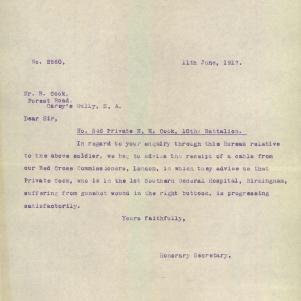 No. 2560.                    11th June, 1917.
Mr. R. Cook,
Forest Road,
Carey's Gully, S. A.
Dear Sir,
No. 546 Private E. W. Cook, 10th Battalion.
In regard to your enquiry through this Bureau relative
to the above soldier, we beg to advise the receipt of a cable from
our Red Cross Commissioners, London, in which they advise us that
Private Cook, who is in the 1st Southern General Hospital, Birmingham,
suffering from gunshot wound in the right buttock, is progressing
satisfactorily.
Yours faithfully,
Honorary Secretary.